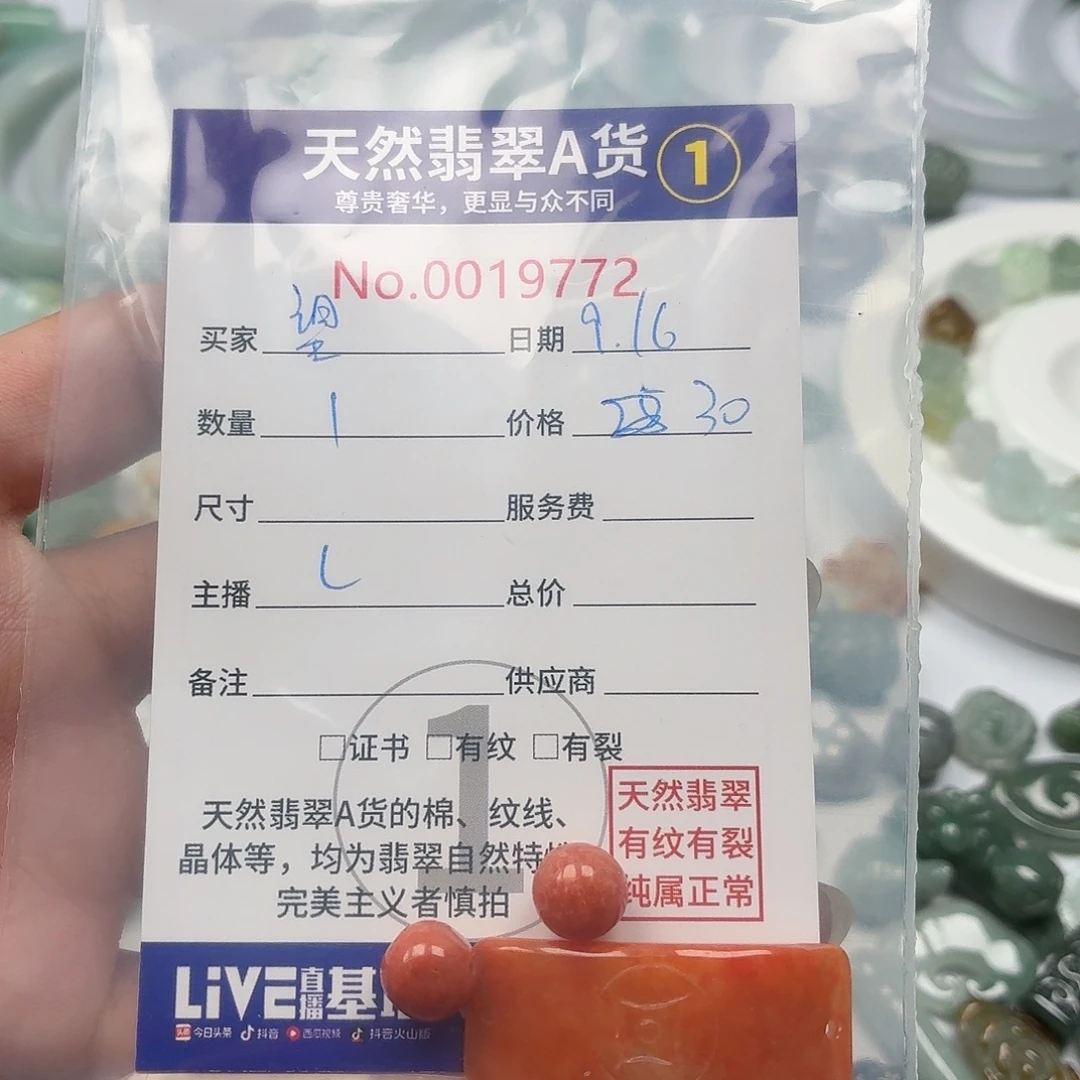 天然翡翠A货 1
尊贵奢华，更显与众不同
No.0019772
买家 日期 9.16
数量 1 价格 30
尺寸 服务费
主播 L 总价
备注 供应商
□证书 □有纹 □有裂
1
天然翡翠A货的棉、纹线、
晶体等，均为翡翠自然特
完美主义者慎拍
天然翡翠
有纹有裂
纯属正常
LiVE直播基
今日头条 抖音 西瓜视频 抖音火山版